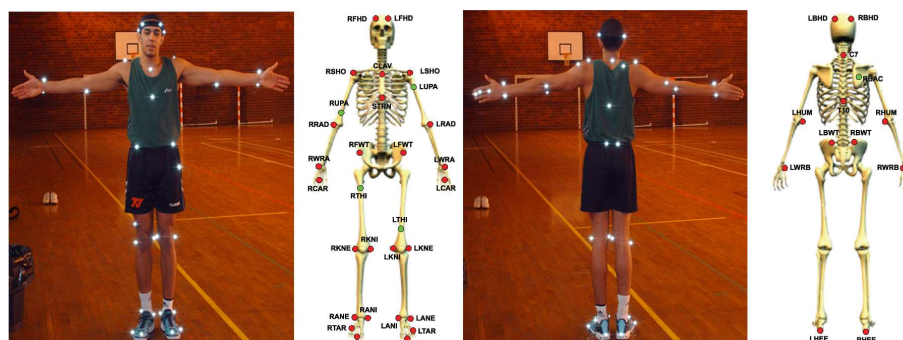 RFHD LFHD
CLAV
RSHO LSHO
LUPA
STRN
RUPA
RRAD LRAD
RFWT LFWT
RWRA LWRA
RCAR LCAR
RTHI
LTHI
RKNI
RKNE LKNE
LKNI
RANE RANI LANE
LANI
RTAR LTAR
LBHD RBHD
C7
RBAC
T10
LHUM RHUM
LBWT RBWT
LWRB RWRB
LHEE RHEE